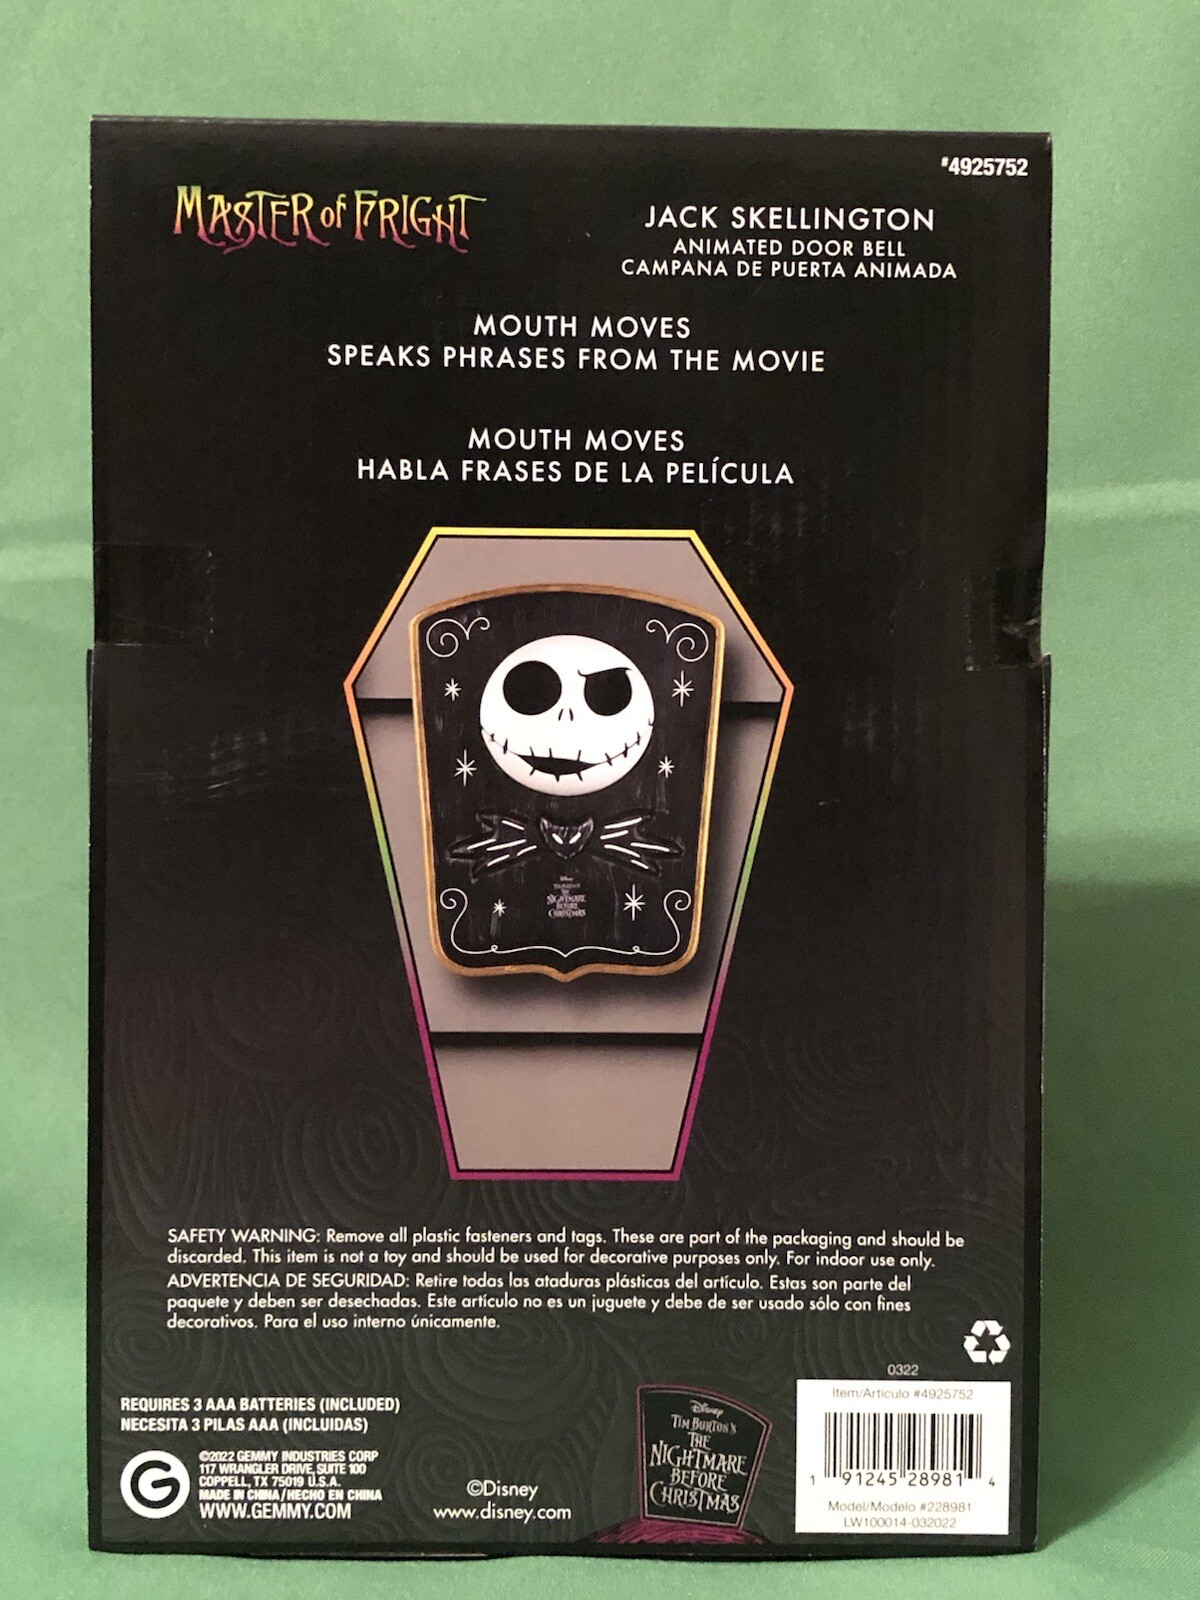 #4925752
MASTER of FRIGHT
JACK SKELLINGTON
ANIMATED DOOR BELL
CAMPANA DE PUERTA ANIMADA
MOUTH MOVES
SPEAKS PHRASES FROM THE MOVIE
MOUTH MOVES
HABLA FRASES DE LA PELÍCULA
Disney
TIM BURTON'S
THE
NIGHTMARE
BEFORE
CHRISTMAS
SAFETY WARNING: Remove all plastic fasteners and tags. These are part of the packaging and should be
discarded. This item is not a toy and should be used for decorative purposes only. For indoor use only.
ADVERTENCIA DE SEGURIDAD: Retire todas las ataduras plásticas del artículo. Estas son parte del
paquete y deben ser desechadas. Este artículo no es un juguete y debe de ser usado sólo con fines
decorativos. Para el uso interno únicamente.
REQUIRES 3 AAA BATTERIES (INCLUDED)
NECESITA 3 PILAS AAA (INCLUIDAS)
G
©2022 GEMMY INDUSTRIES CORP
117 WRANGLER DRIVE, SUITE 100
COPPELL, TX 75019 U.S.A.
MADE IN CHINA/HECHO EN CHINA
WWW.GEMMY.COM
©Disney
www.disney.com
Disney
TIM BURTON'S
THE
NIGHTMARE
BEFORE
CHRISTMAS
0322
Item/Artículo #4925752
1 91245 28981 4
Model/Modelo #228981
LW100014-032022